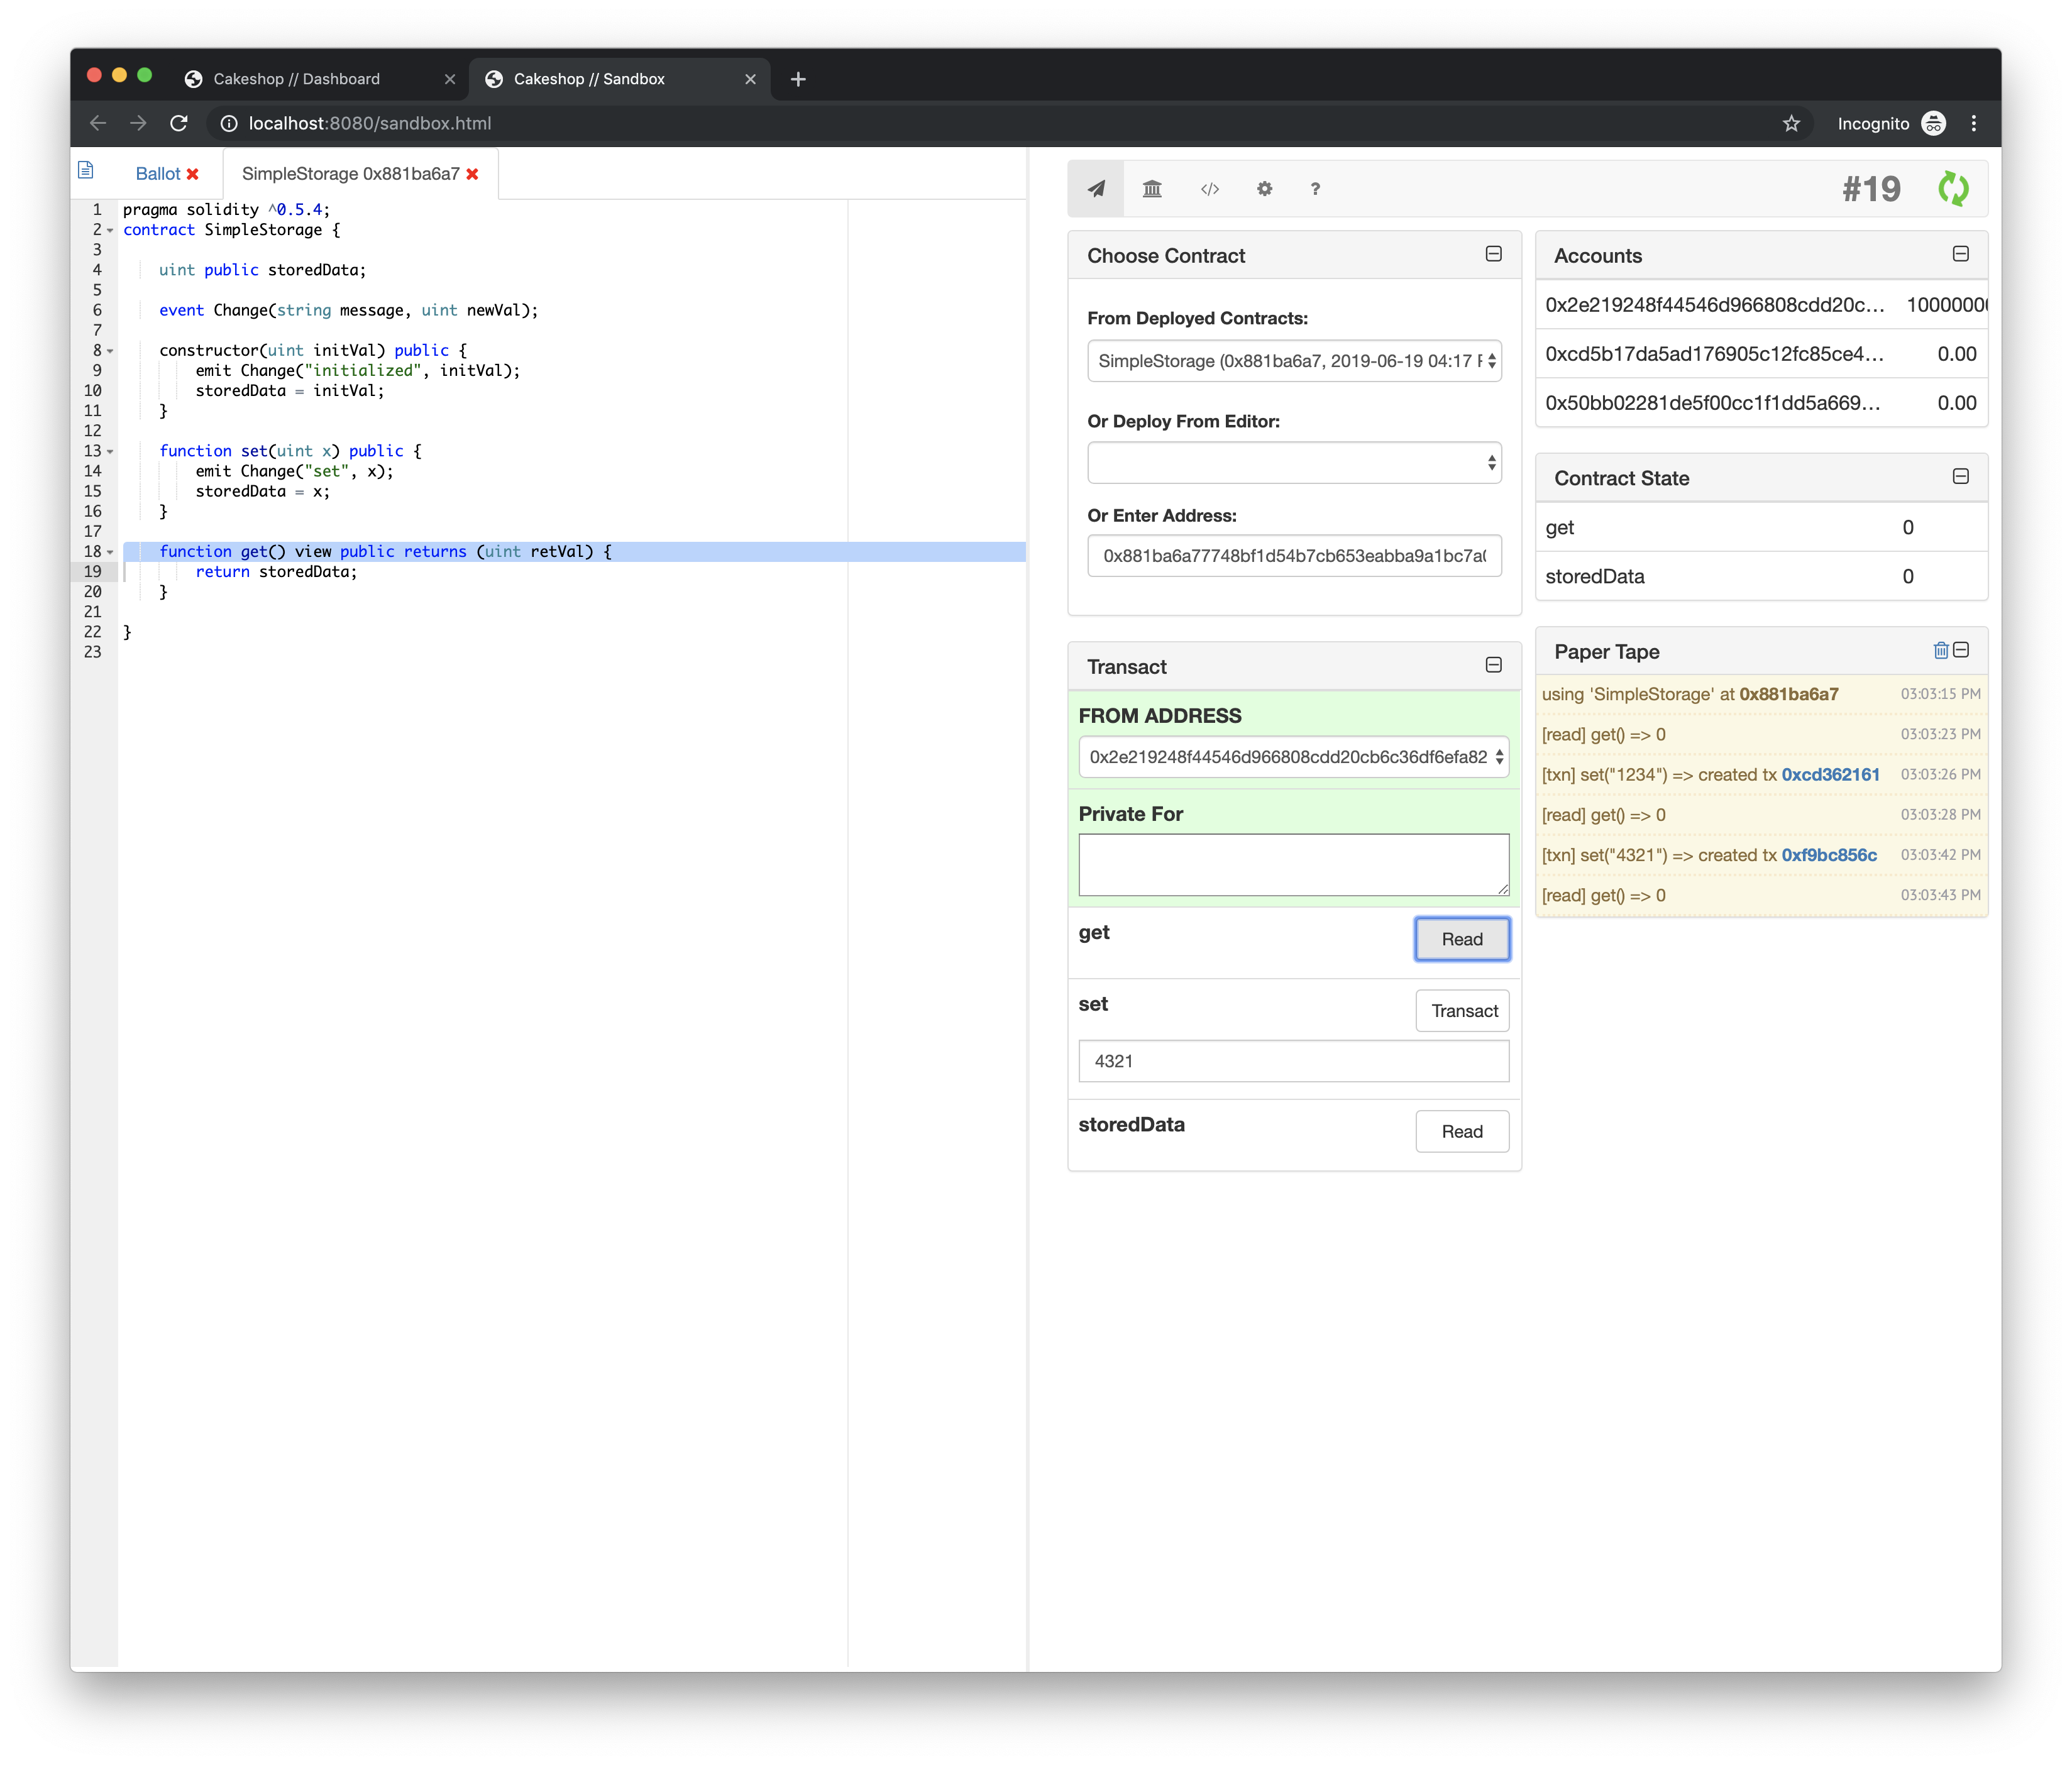 Cakeshop // Dashboard
Cakeshop // Sandbox
localhost:8080/sandbox.html
Incognito
Ballot
SimpleStorage 0x881ba6a7
1 pragma solidity ^0.5.4;
2 contract SimpleStorage {
3
4 uint public storedData;
5
6 event Change(string message, uint newVal);
7
8 constructor(uint initVal) public {
9 emit Change("initialized", initVal);
10 storedData = initVal;
11 }
12
13 function set(uint x) public {
14 emit Change("set", x);
15 storedData = x;
16 }
17
18 function get() view public returns (uint retVal) {
19 return storedData;
20 }
21
22 }
23
#19
Choose Contract
From Deployed Contracts:
SimpleStorage (0x881ba6a7, 2019-06-19 04:17
Or Deploy From Editor:
Or Enter Address:
0x881ba6a77748bf1d54b7cb653eabba9a1bc7a
Transact
FROM ADDRESS
0x2e219248f44546d966808cdd20cb6c36df6efa82
Private For
get
Read
set
Transact
4321
storedData
Read
Accounts
0x2e219248f44546d966808cdd20c... 1000000
0xcd5b17da5ad176905c12fc85ce4... 0.00
0x50bb02281de5f00cc1f1dd5a669... 0.00
Contract State
get 0
storedData 0
Paper Tape
using 'SimpleStorage' at 0x881ba6a7 03:03:15 PM
[read] get() => 0 03:03:23 PM
[txn] set("1234") => created tx 0xcd362161 03:03:26 PM
[read] get() => 0 03:03:28 PM
[txn] set("4321") => created tx 0xf9bc856c 03:03:42 PM
[read] get() => 0 03:03:43 PM